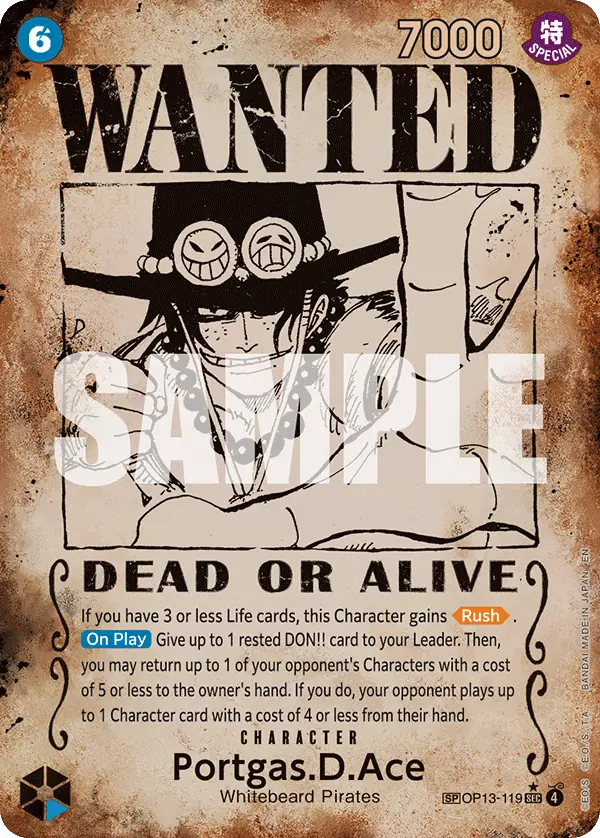 6
7000
特
SPECIAL
WANTED
SAMPLE
DEAD OR ALIVE
If you have 3 or less Life cards, this Character gains Rush .
On Play Give up to 1 rested DON!! card to your Leader. Then,
you may return up to 1 of your opponent's Characters with a cost
of 5 or less to the owner's hand. If you do, your opponent plays up
to 1 Character card with a cost of 4 or less from their hand.
CHARACTER
Portgas.D.Ace
Whitebeard Pirates
SP OP13-119 SEC 4
©E.O./S. ©E.O./S.,T.A. BANDAI MADE IN JAPAN EN